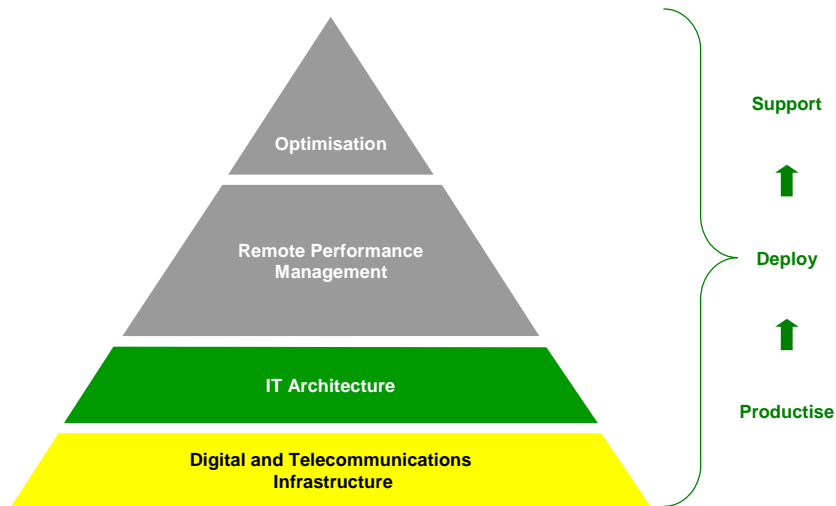 Optimisation
Remote Performance
Management
IT Architecture
Digital and Telecommunications
Infrastructure
Support
Deploy
Productise